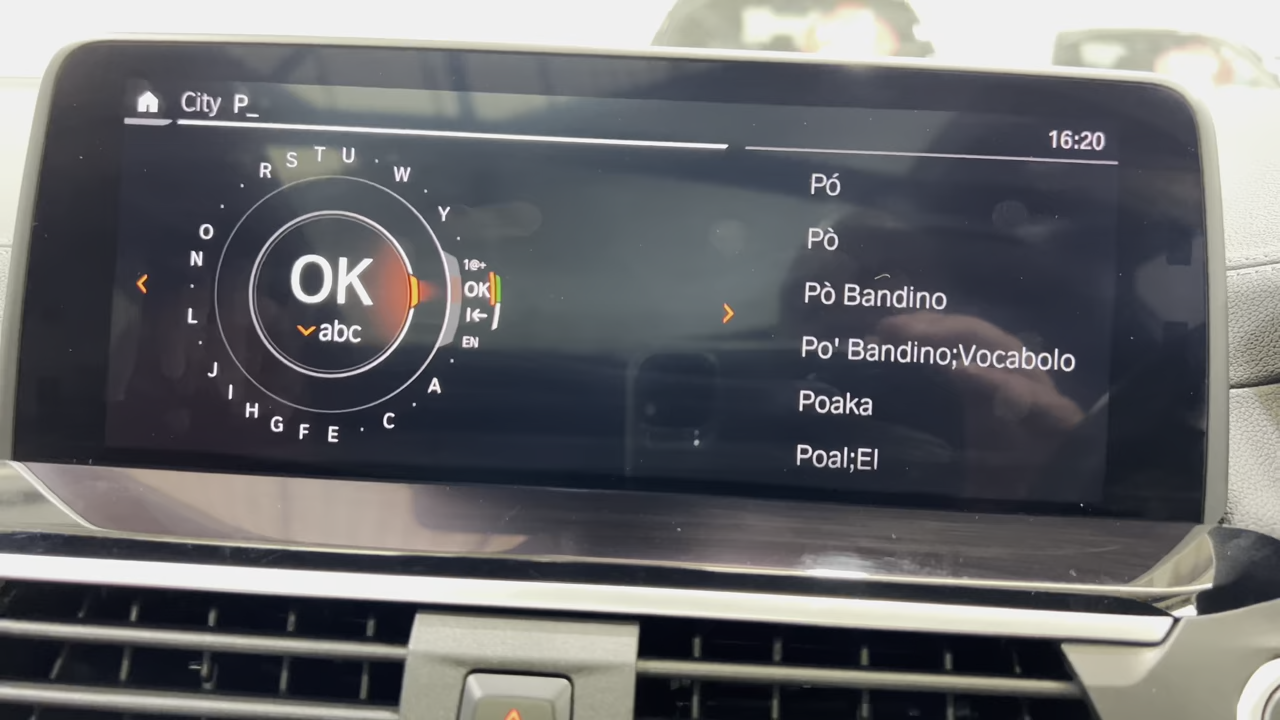 City P_
16:20
R S T U · W · Y ·
1@+
OK
I←
EN
· A · C · E F G H I J · L · N O · ·
OK
abc
Pó
Pò
Pò Bandino
Po' Bandino;Vocabolo
Poaka
Poal;El